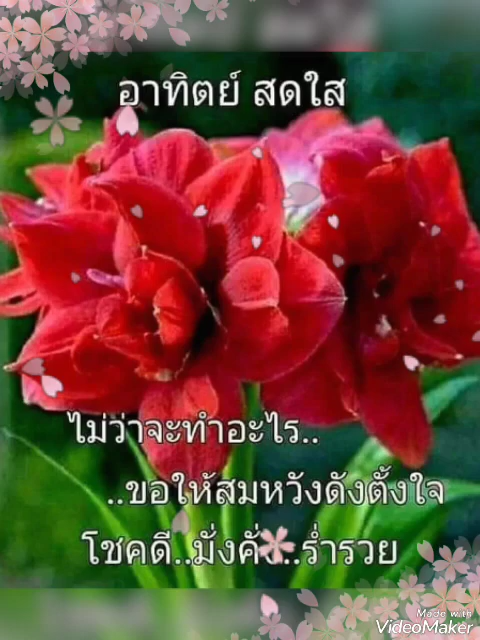 อาทิตย์ สดใส
ไม่ว่าจะทำอะไร..
..ขอให้สมหวังดังตั้งใจ
โชคดี..มั่งคั่ง..ร่ำรวย
Made with
VideoMaker